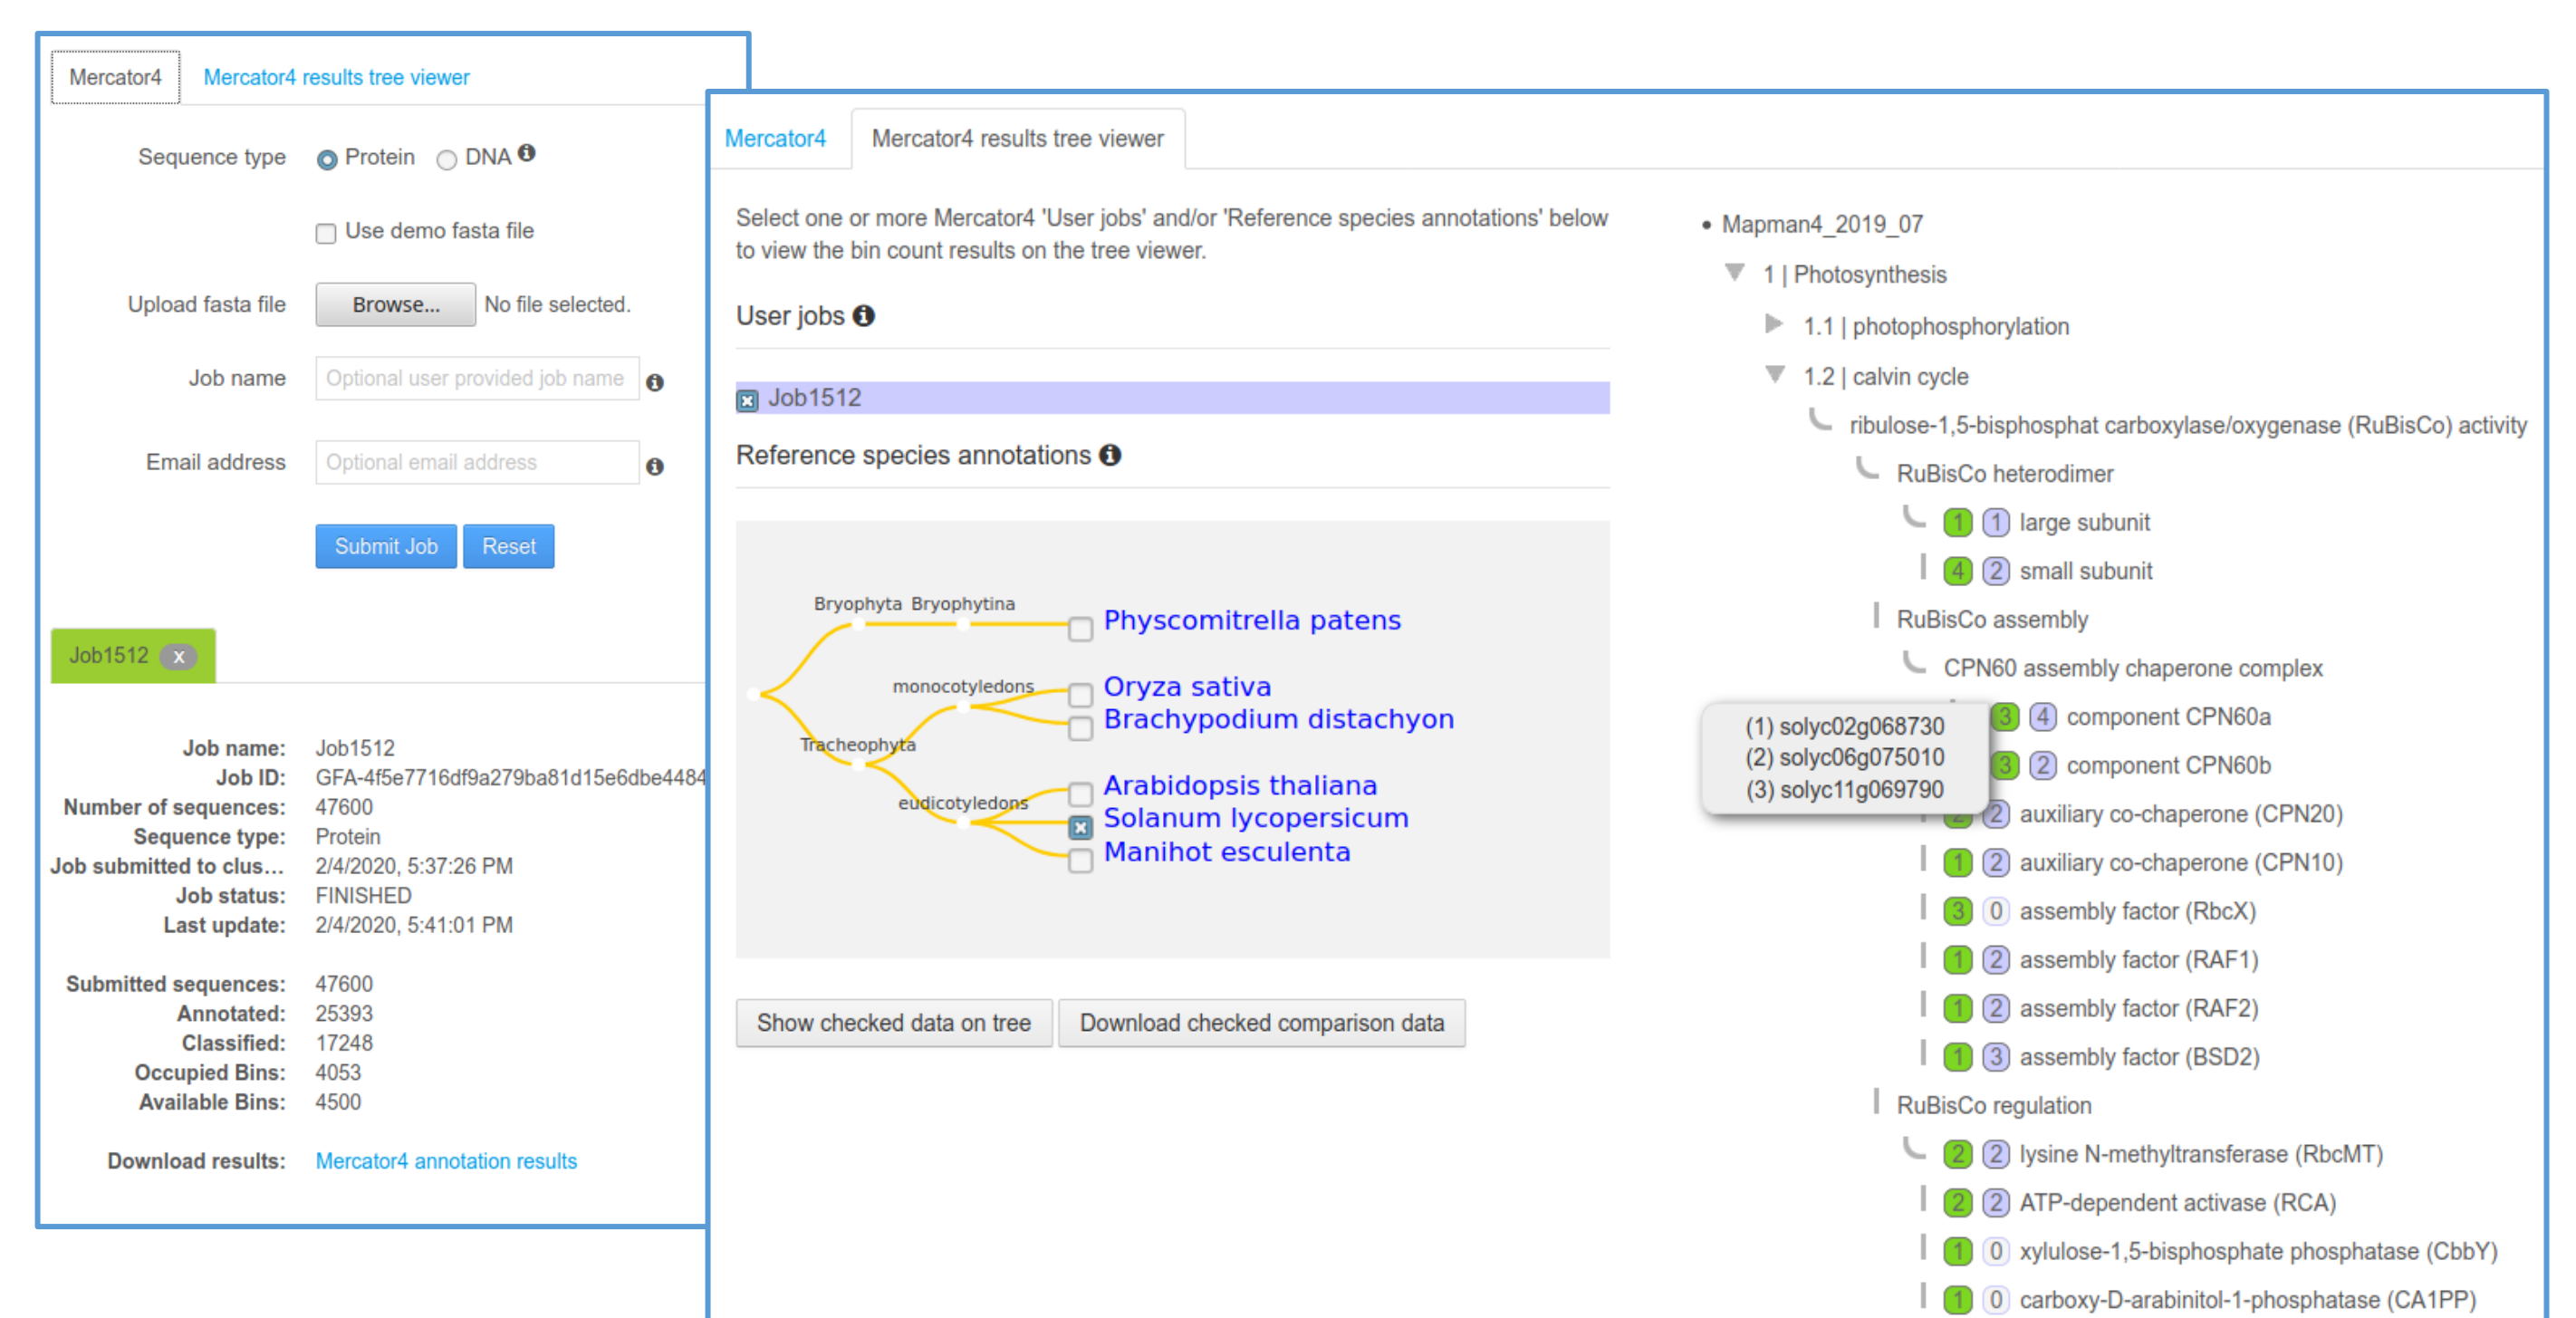 Mercator4 Mercator4 results tree viewer
Sequence type Protein DNA
Use demo fasta file
Upload fasta file Browse... No file selected.
Job name Optional user provided job name
Email address Optional email address
Submit Job Reset
Job1512 x
Job name: Job1512
Job ID: GFA-4f5e7716df9a279ba81d15e6dbe4484
Number of sequences: 47600
Sequence type: Protein
Job submitted to clus... 2/4/2020, 5:37:26 PM
Job status: FINISHED
Last update: 2/4/2020, 5:41:01 PM
Submitted sequences: 47600
Annotated: 25393
Classified: 17248
Occupied Bins: 4053
Available Bins: 4500
Download results: Mercator4 annotation results
Mercator4 Mercator4 results tree viewer
Select one or more Mercator4 'User jobs' and/or 'Reference species annotations' below
to view the bin count results on the tree viewer.
User jobs
Job1512
Reference species annotations
Bryophyta Bryophytina Physcomitrella patens
monocotyledons Oryza sativa
Brachypodium distachyon
Tracheophyta
Arabidopsis thaliana
eudicotyledons Solanum lycopersicum
Manihot esculenta
Show checked data on tree Download checked comparison data
Mapman4_2019_07
1 | Photosynthesis
1.1 | photophosphorylation
1.2 | calvin cycle
ribulose-1,5-bisphosphat carboxylase/oxygenase (RuBisCo) activity
RuBisCo heterodimer
1 1 large subunit
4 2 small subunit
RuBisCo assembly
CPN60 assembly chaperone complex
3 4 component CPN60a
3 2 component CPN60b
(1) solyc02g068730
(2) solyc06g075010
(3) solyc11g069790
2 2 auxiliary co-chaperone (CPN20)
1 2 auxiliary co-chaperone (CPN10)
3 0 assembly factor (RbcX)
1 2 assembly factor (RAF1)
1 2 assembly factor (RAF2)
1 3 assembly factor (BSD2)
RuBisCo regulation
2 2 lysine N-methyltransferase (RbcMT)
2 2 ATP-dependent activase (RCA)
1 0 xylulose-1,5-bisphosphate phosphatase (CbbY)
1 0 carboxy-D-arabinitol-1-phosphatase (CA1PP)